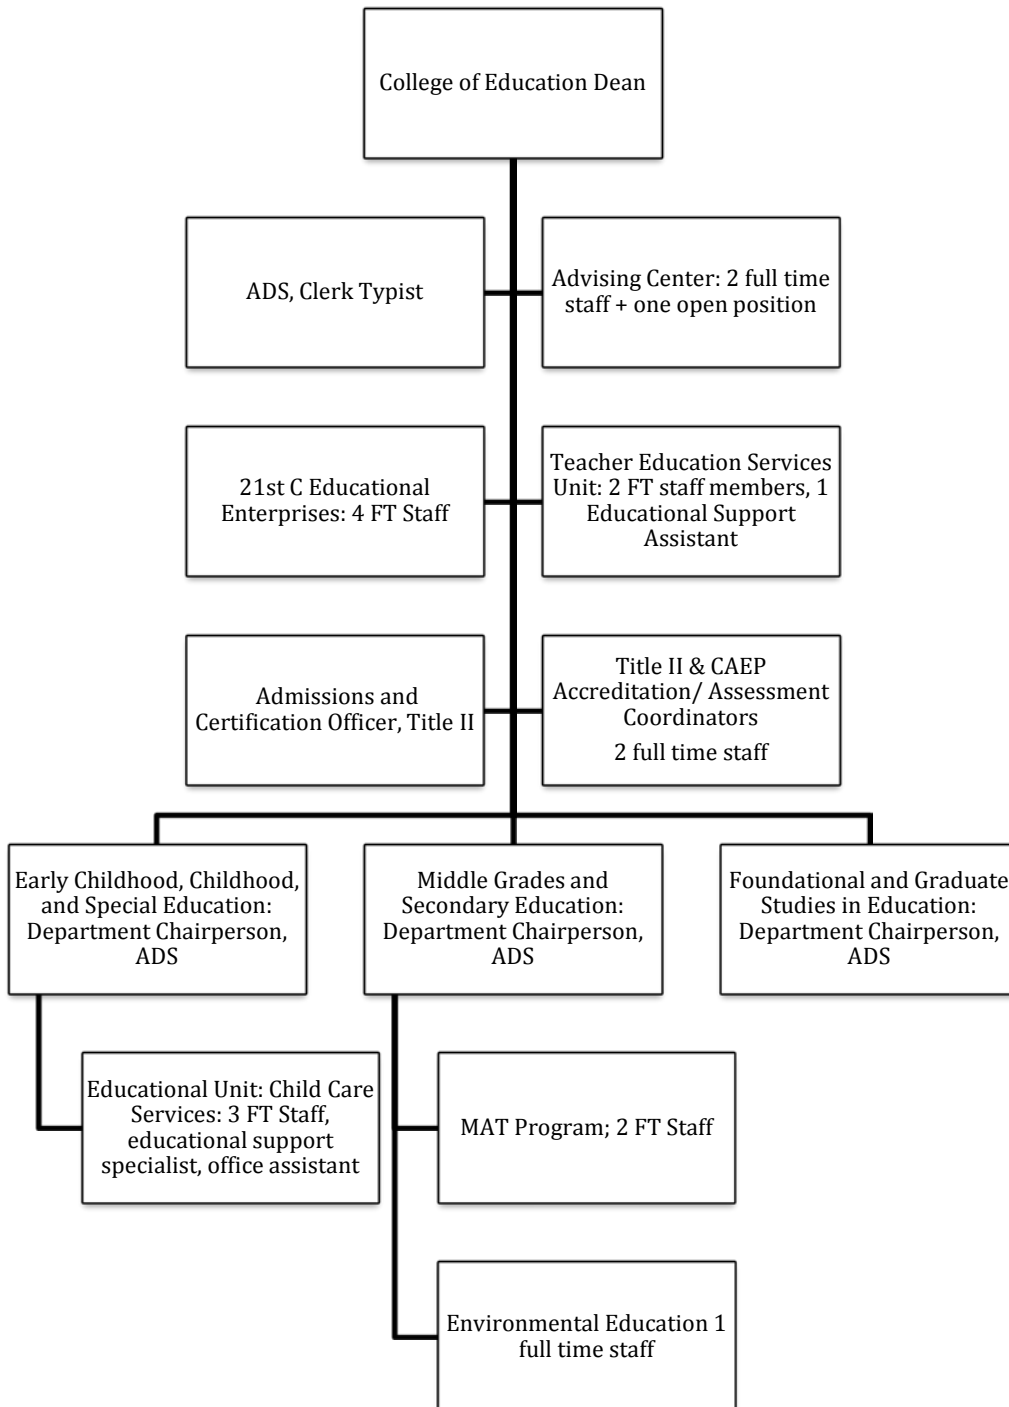 College of Education Dean
ADS, Clerk Typist
Advising Center: 2 full time
staff + one open position
21st C Educational
Enterprises: 4 FT Staff
Teacher Education Services
Unit: 2 FT staff members, 1
Educational Support
Assistant
Admissions and
Certification Officer, Title II
Title II & CAEP
Accreditation/ Assessment
Coordinators
2 full time staff
Early Childhood, Childhood,
and Special Education:
Department Chairperson,
ADS
Middle Grades and
Secondary Education:
Department Chairperson,
ADS
Foundational and Graduate
Studies in Education:
Department Chairperson,
ADS
Educational Unit: Child Care
Services: 3 FT Staff,
educational support
specialist, office assistant
MAT Program; 2 FT Staff
Environmental Education 1
full time staff